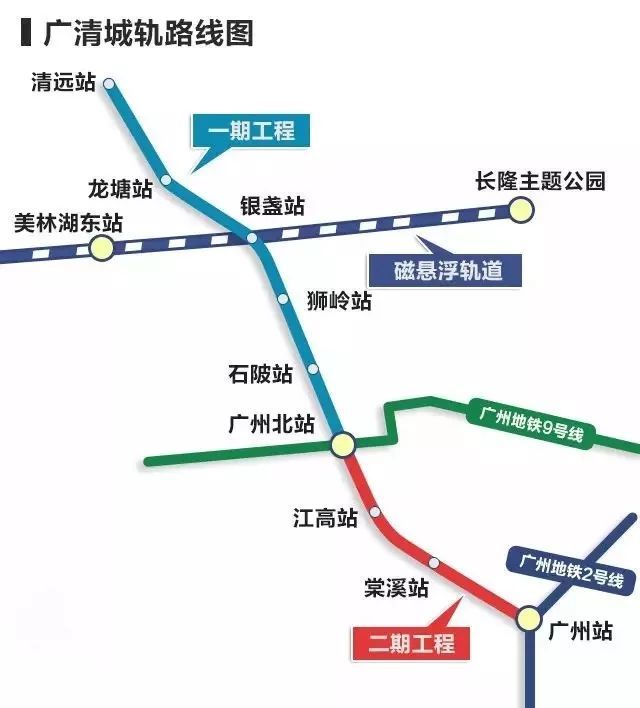 广清城轨路线图
清远站
一期工程
龙塘站
长隆主题公园
银盏站
美林湖东站
磁悬浮轨道
狮岭站
石陂站
广州北站
广州地铁9号线
江高站
广州地铁2号线
棠溪站
广州站
二期工程